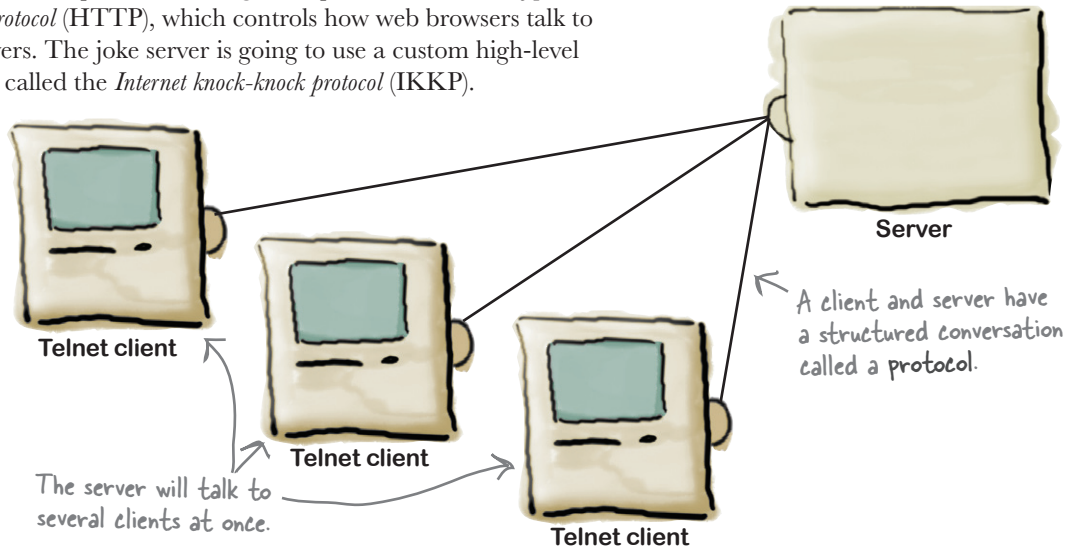 rotocol (HTTP), which controls how web browsers talk to
ers. The joke server is going to use a custom high-level
called the Internet knock-knock protocol (IKKP).
Server
A client and server have
a structured conversation
called a protocol.
Telnet client
Telnet client
The server will talk to
several clients at once.
Telnet client